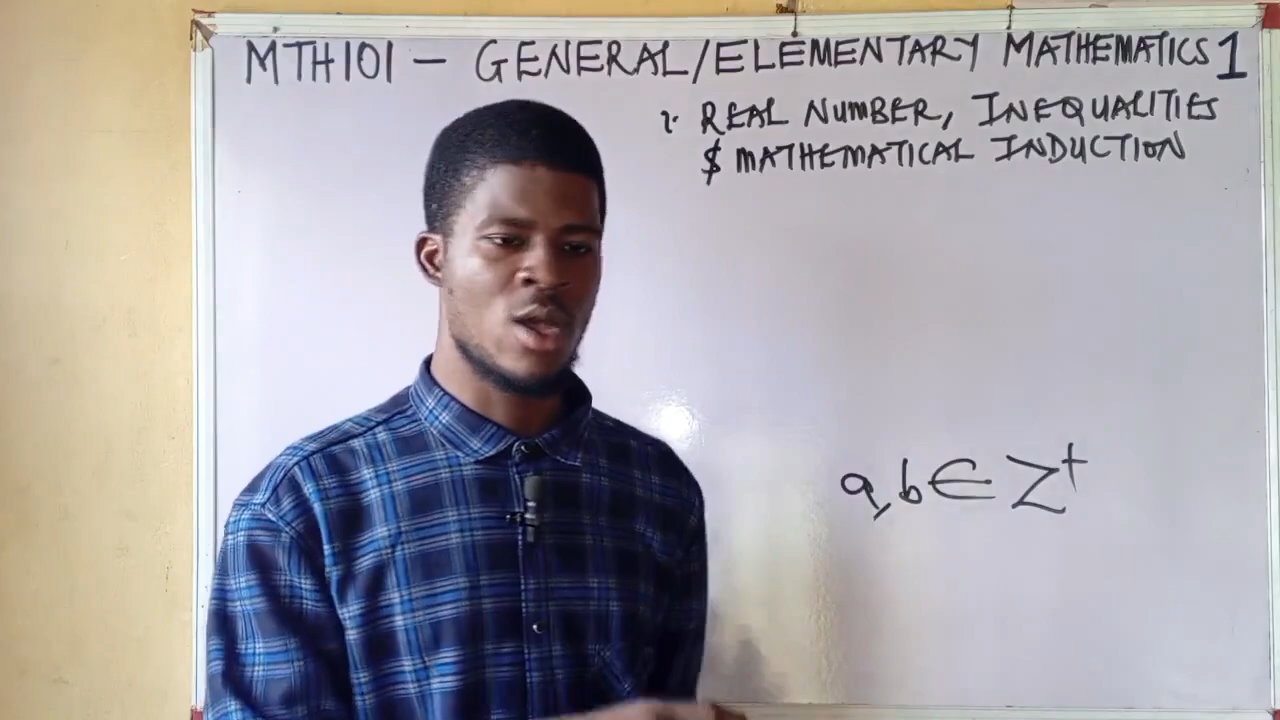 MTH101 - GENERAL/ELEMENTARY MATHEMATICS 1
: REAL NUMBER, INEQUALITIES
$ MATHEMATICAL INDUCTION
a, b ∈ Z⁺